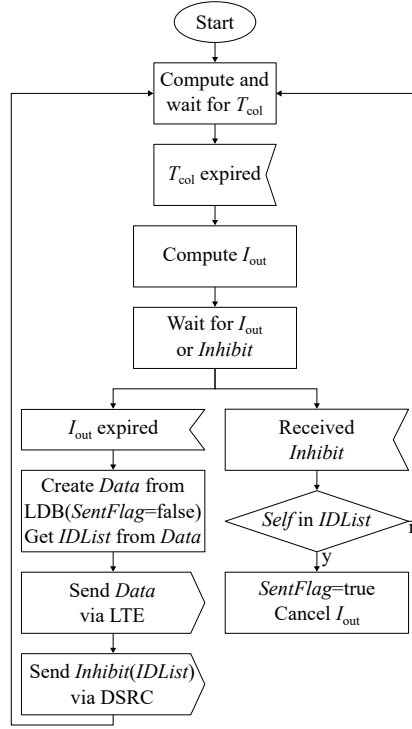 Start
Compute and
wait for T_col
T_col expired
Compute I_out
Wait for I_out
or Inhibit
I_out expired
Create Data from
LDB(SentFlag=false)
Get IDList from Data
Send Data
via LTE
Send Inhibit(IDList)
via DSRC
Received
Inhibit
Self in IDList
n
y
SentFlag=true
Cancel I_out